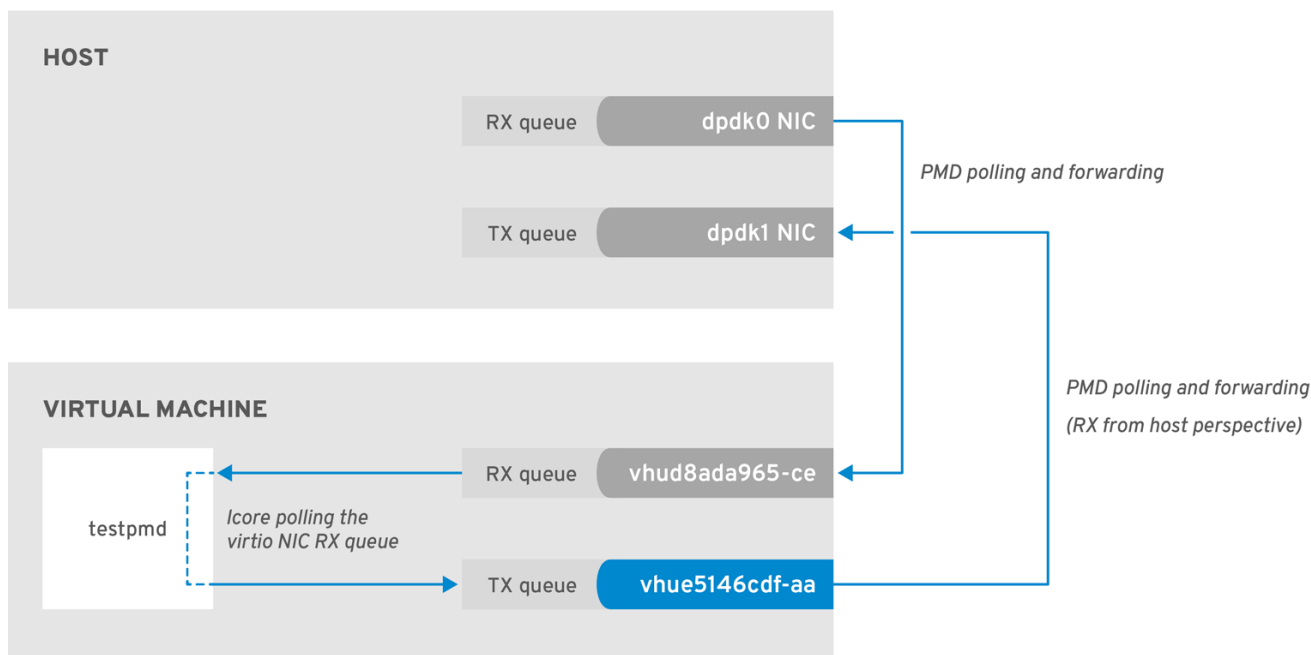 HOST
RX queue
dpdk0 NIC
PMD polling and forwarding
TX queue
dpdk1 NIC
PMD polling and forwarding
(RX from host perspective)
VIRTUAL MACHINE
RX queue
vhud8ada965-ce
testpmd
lcore polling the
virtio NIC RX queue
TX queue
vhue5146cdf-aa